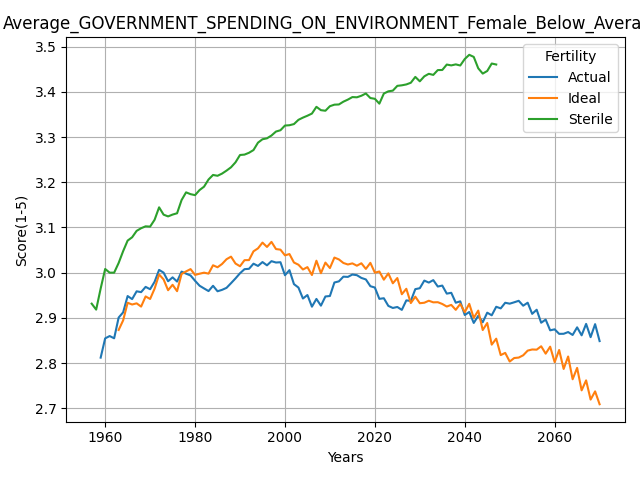 Average_GOVERNMENT_SPENDING_ON_ENVIRONMENT_Female_Below_Avera
3.5
3.4
3.3
3.2
3.1
3.0
2.9
2.8
2.7
Score(1-5)
Fertility
Actual
Ideal
Sterile
1960 1980 2000 2020 2040 2060
Years